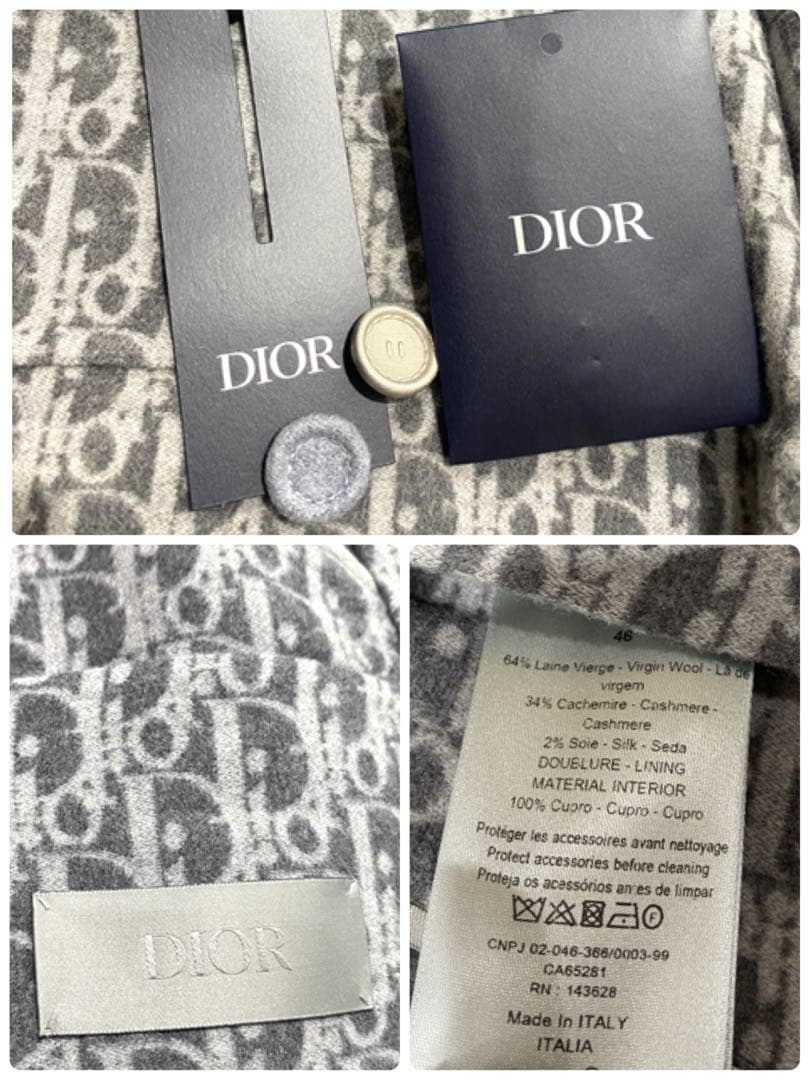 DIOR
DIOR
DIOR
46
64% Laine Vierge - Virgin Wool - Lã de
virgem
34% Cachemire - Cashmere -
Cashmere
2% Soie - Silk - Seda
DOUBLURE - LINING
MATERIAL INTERIOR
100% Cupro - Cupro - Cupro
Protéger les accessoires avant nettoyage
Protect accessories before cleaning
Proteja os acessórios antes de limpar
F
CNPJ 02-046-366/0003-99
CA65281
RN : 143628
Made In ITALY
ITALIA